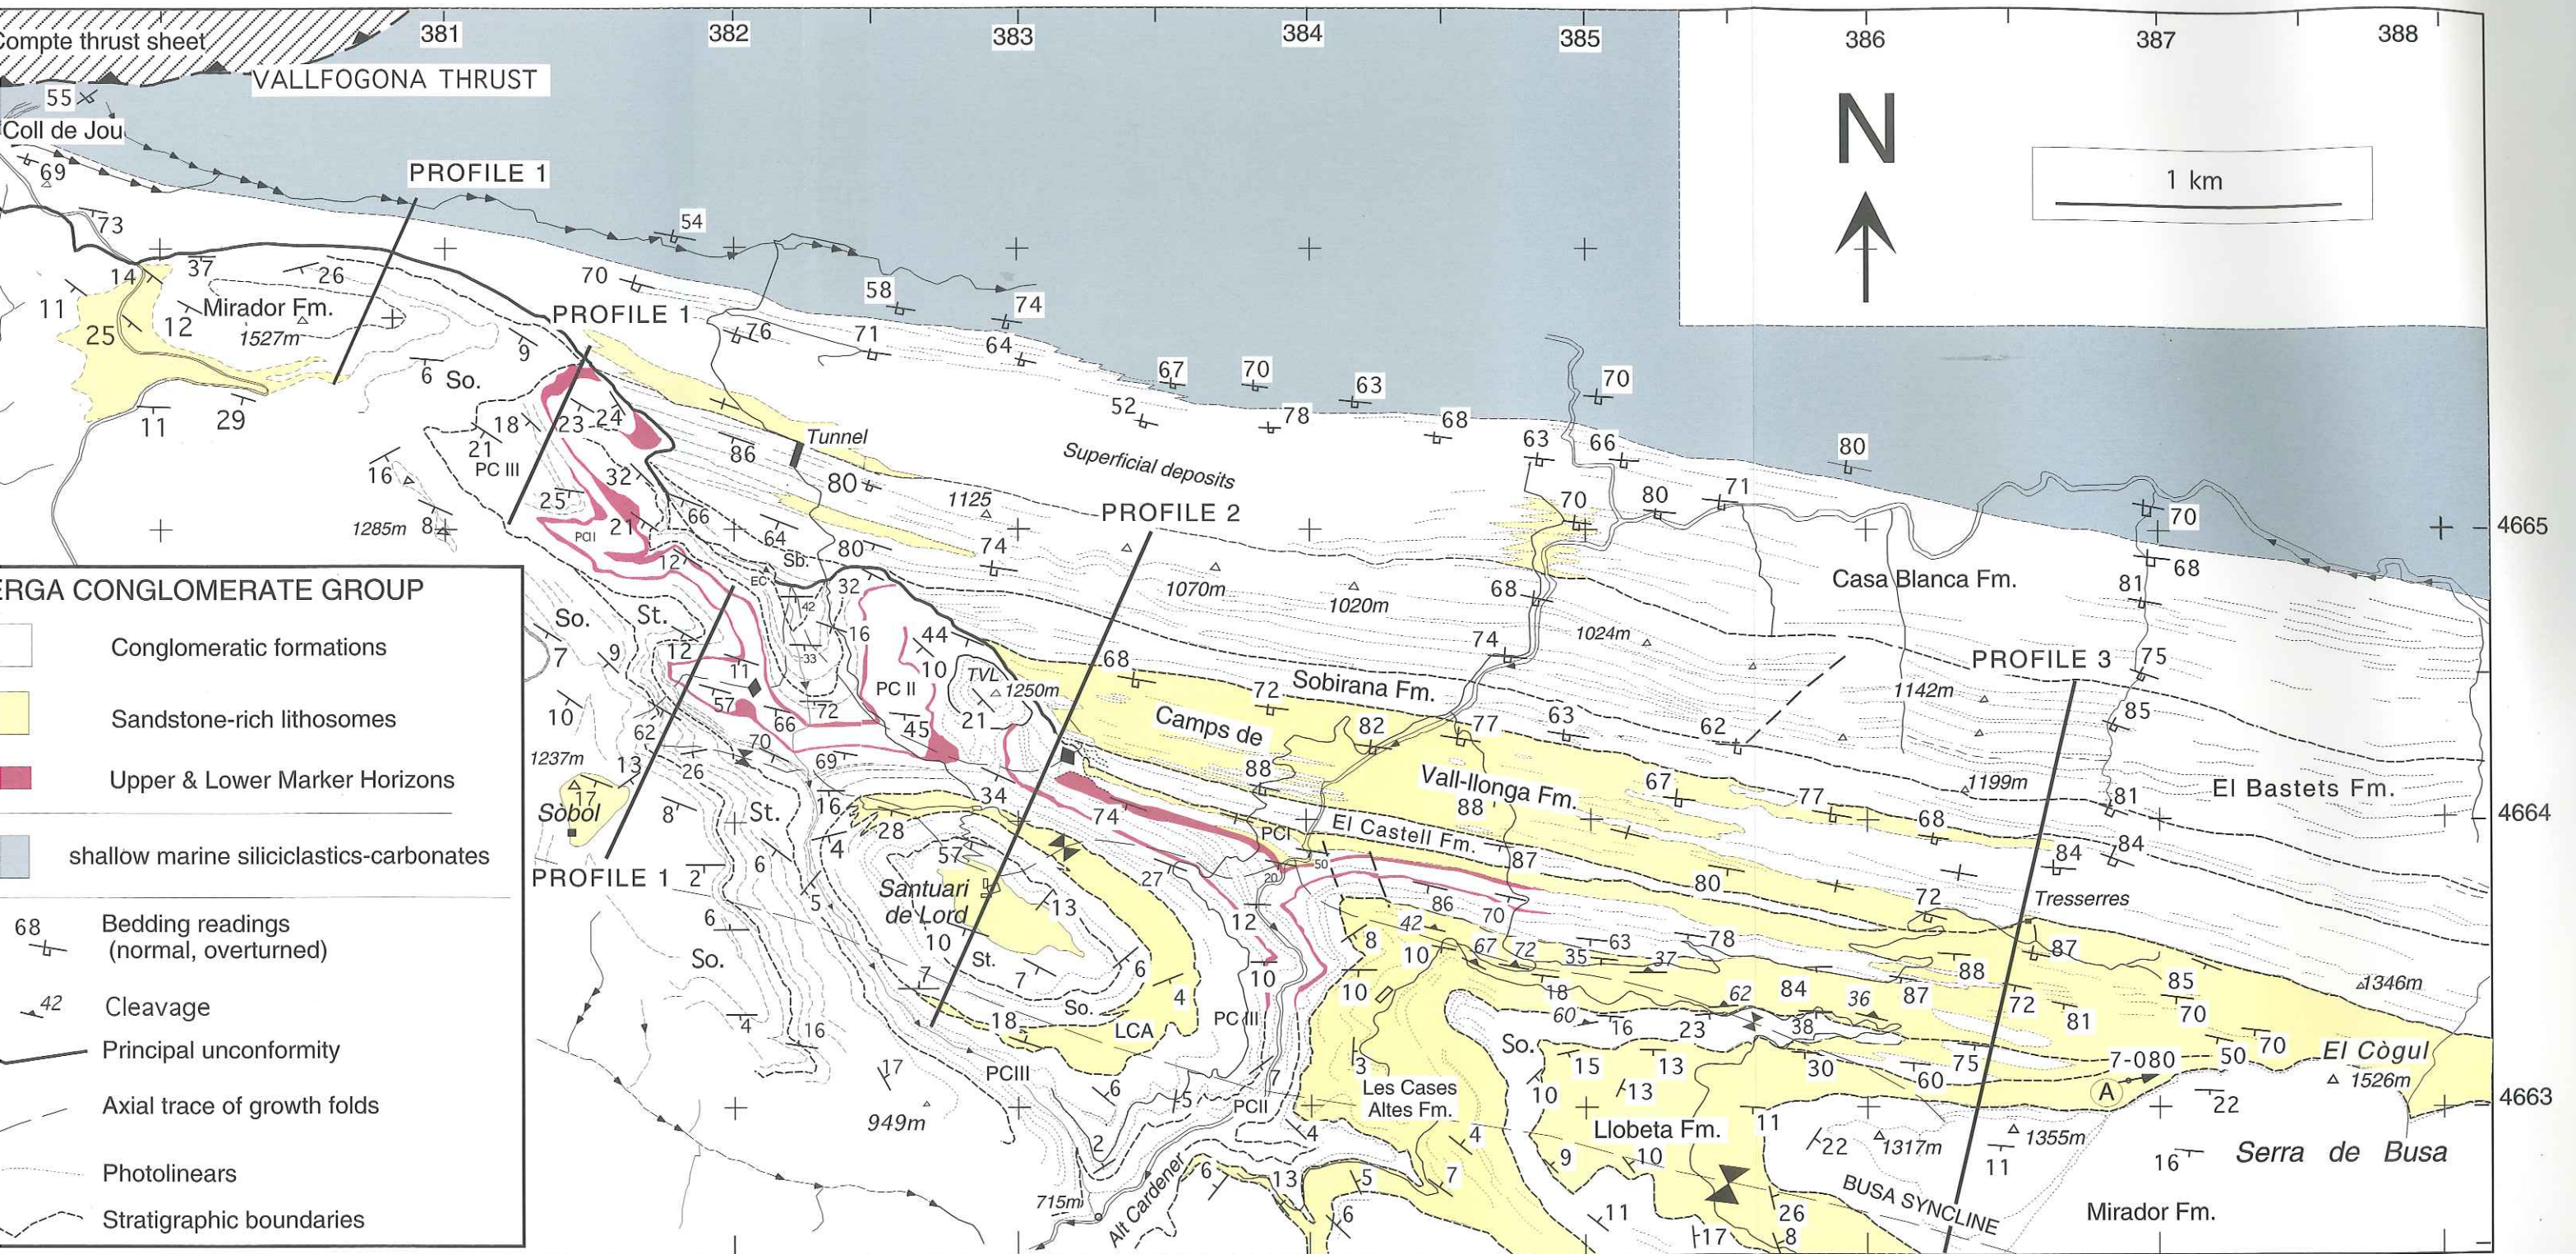 381
382
383
384
385
386
387
388
Compte thrust sheet
VALLFOGONA THRUST
N
1 km
55
Coll de Jou
69
73
PROFILE 1
54
70
58
74
14
37
26
11
Mirador Fm.
25
12
1527m
PROFILE 1
9
6
So.
76
71
64
67
70
63
70
52
78
68
63
66
80
11
29
18
23
24
21
PC III
16
32
25
86
Tunnel
80
Superficial deposits
1125
PROFILE 2
70
80
71
70
4665
1285m
8
PCII
21
66
64
12
80
74
Sb.
EC
1070m
1020m
68
Casa Blanca Fm.
68
81
ERGA CONGLOMERATE GROUP
Conglomeratic formations
Sandstone-rich lithosomes
Upper & Lower Marker Horizons
shallow marine siliciclastics-carbonates
68
Bedding readings
(normal, overturned)
42
Cleavage
Principal unconformity
Axial trace of growth folds
Photolinears
Stratigraphic boundaries
So.
St.
32
42
16
44
33
7
9
12
11
10
TVL
1250m
68
74
1024m
PROFILE 3
75
PC II
57
66
72
21
45
72
Sobirana Fm.
1142m
10
62
70
Camps de
82
77
63
62
85
1237m
13
26
69
88
Vall-llonga Fm.
88
67
77
1199m
El Bastets Fm.
81
17
Sòbol
8
St.
16
28
34
74
PCI
El Castell Fm.
68
84
84
4664
4
6
57
50
20
87
PROFILE 1
2
Santuari
de Lord
13
27
80
72
Tresserres
6
5
10
12
86
70
42
8
10
67
72
35
63
37
78
87
88
So.
7
St.
7
6
4
10
10
18
62
84
36
87
72
81
85
70
1346m
4
16
18
So.
LCA
PC III
So.
60
16
23
38
75
7-080
50
70
El Cògul
1526m
17
PCIII
6
5
7
3
Les Cases
Altes Fm.
15
13
13
10
30
60
A
22
4663
949m
PCII
4
4
Llobeta Fm.
11
22
1317m
1355m
11
2
9
10
16
Serra de Busa
715m
Alt Cardener
6
13
5
7
6
11
17
26
8
BUSA SYNCLINE
Mirador Fm.